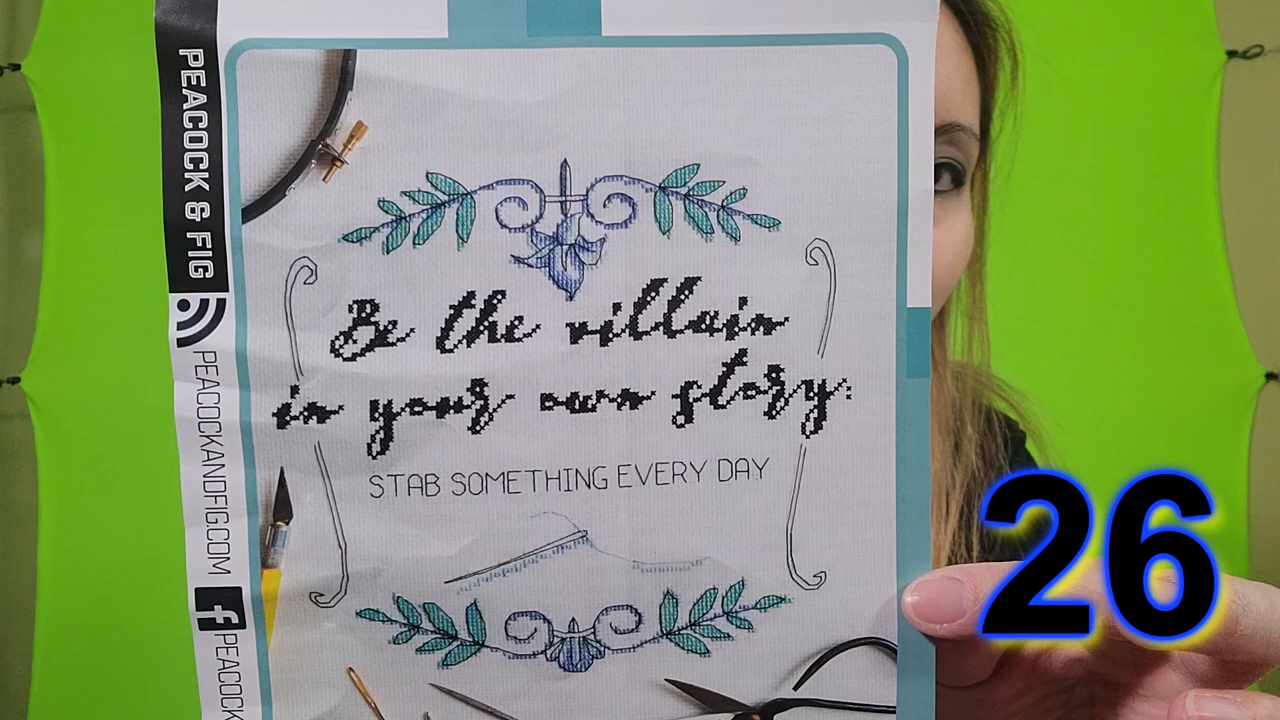 PEACOCK & FIG
PEACOCKANDFIG.COM
PEACOCK
Be the villain
in your own story.
STAB SOMETHING EVERY DAY
26